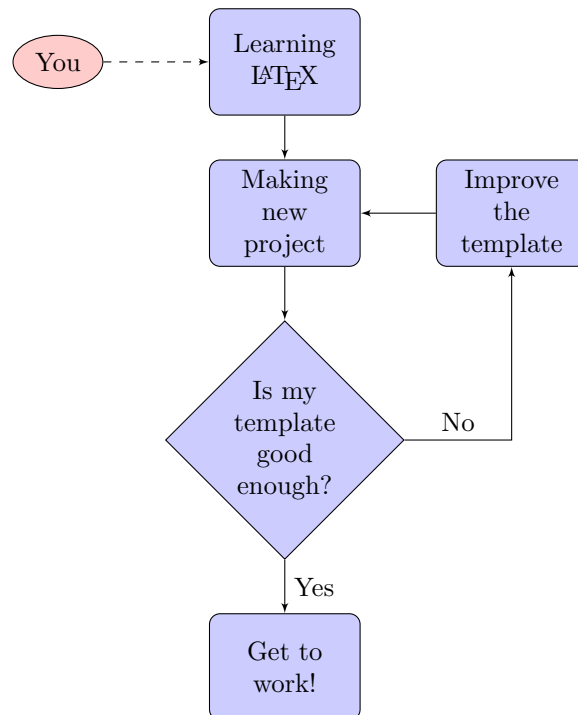 You
Learning
LATEX
Making
new
project
Improve
the
template
Is my
template
good
enough?
No
Yes
Get to
work!